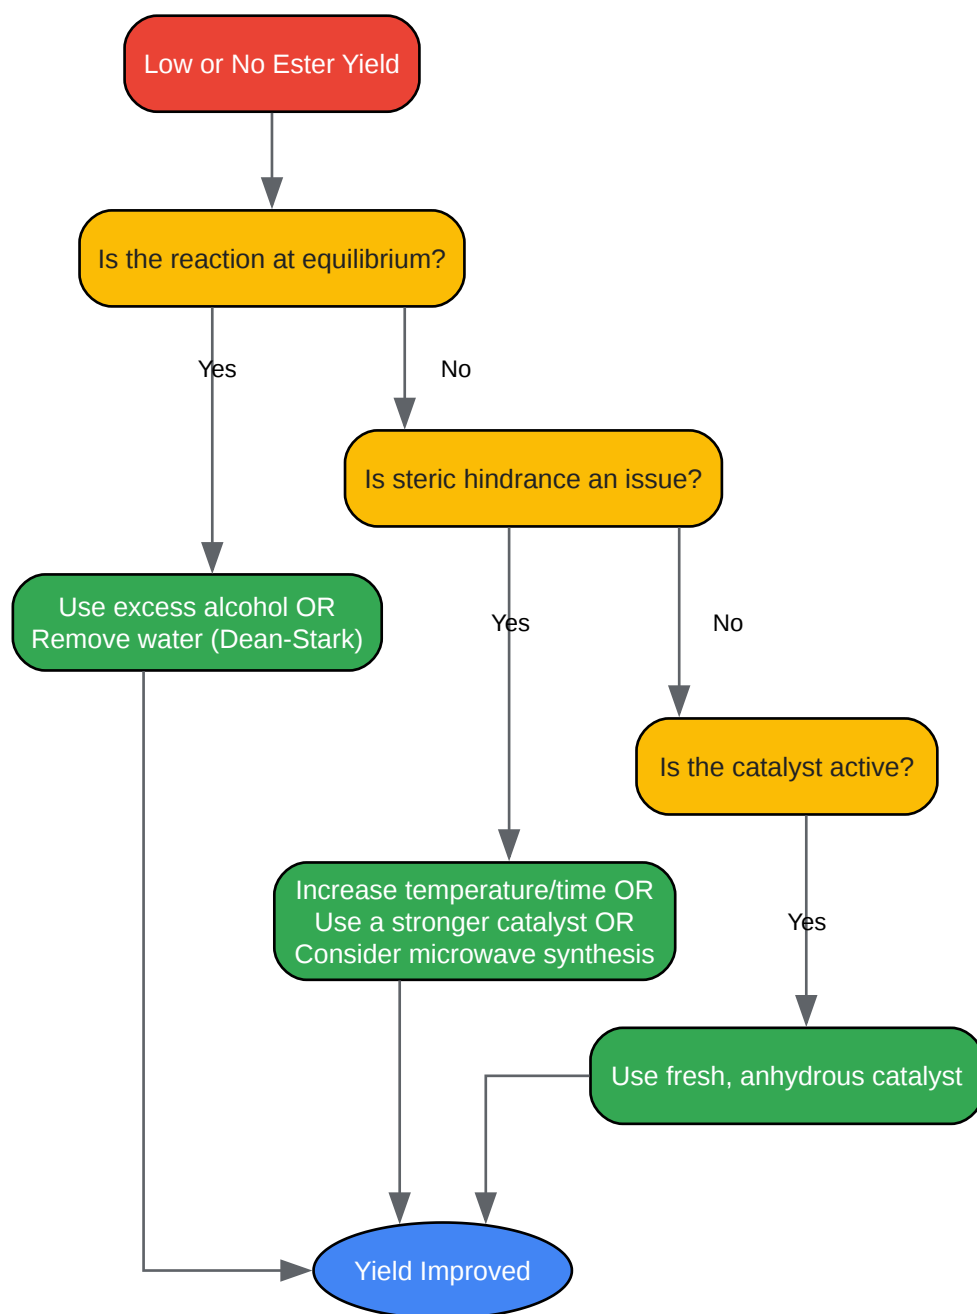 Low or No Ester Yield
Is the reaction at equilibrium?
Yes
No
Is steric hindrance an issue?
Use excess alcohol OR
Remove water (Dean-Stark)
Yes
No
Is the catalyst active?
Increase temperature/time OR
Use a stronger catalyst OR
Consider microwave synthesis
Yes
Use fresh, anhydrous catalyst
Yield Improved